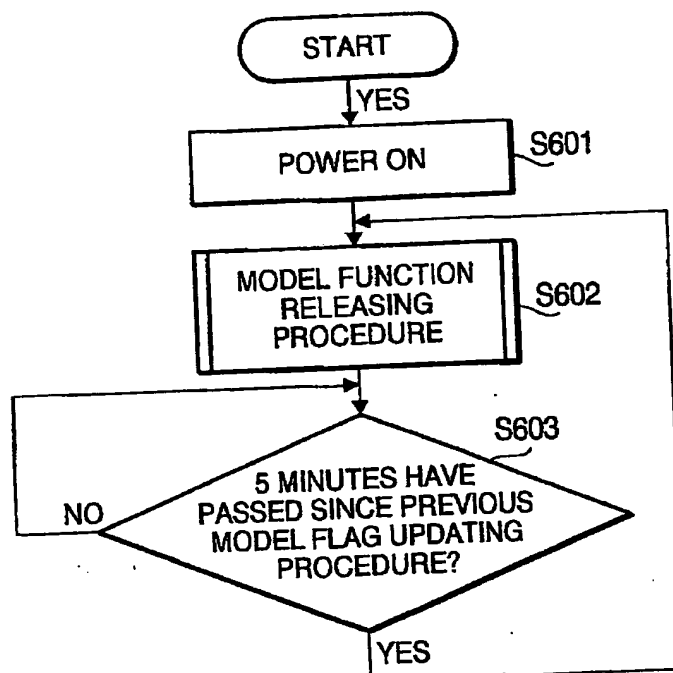 START
YES
POWER ON
S601
MODEL FUNCTION
RELEASING
PROCEDURE
S602
S603
5 MINUTES HAVE
PASSED SINCE PREVIOUS
MODEL FLAG UPDATING
PROCEDURE?
NO
YES